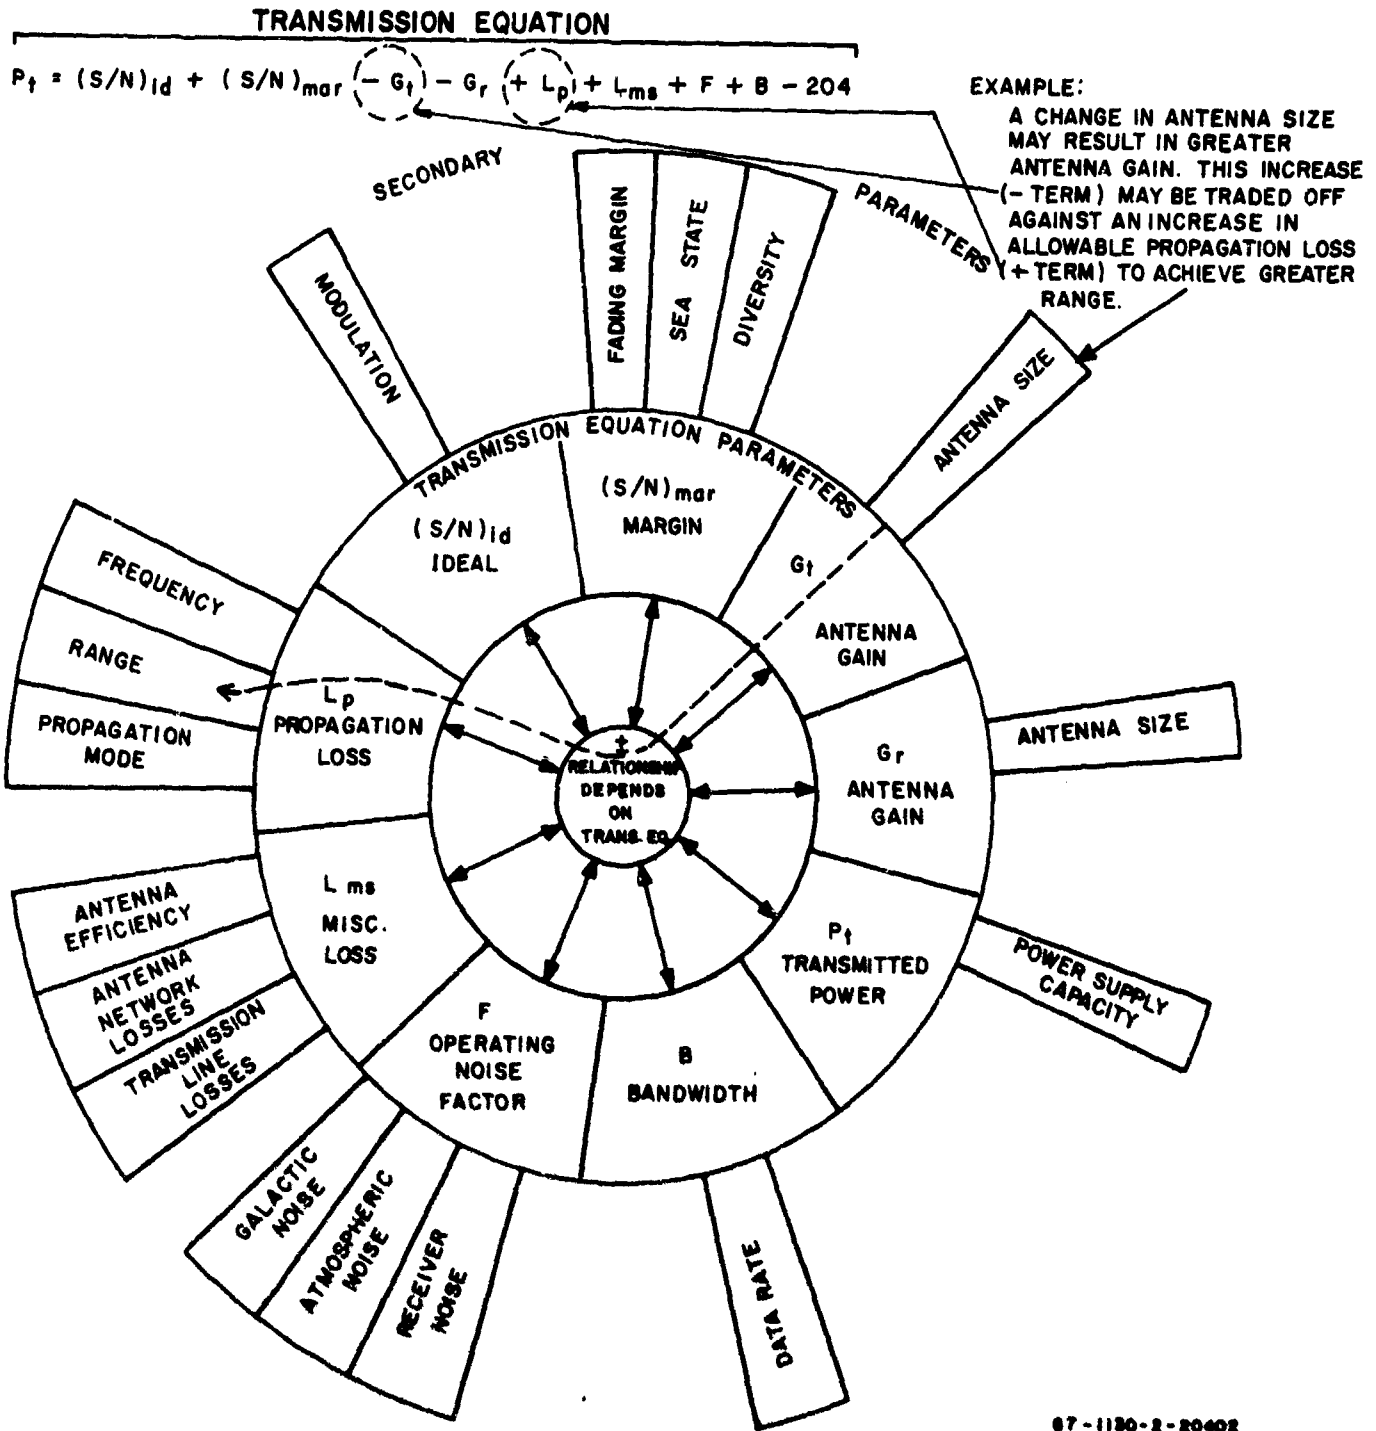 TRANSMISSION EQUATION
Pt = (S/N)id + (S/N)mar - Gt - Gr + Lp + Lms + F + B - 204
EXAMPLE:
A CHANGE IN ANTENNA SIZE
MAY RESULT IN GREATER
ANTENNA GAIN. THIS INCREASE
(- TERM) MAY BE TRADED OFF
AGAINST AN INCREASE IN
ALLOWABLE PROPAGATION LOSS
(+ TERM) TO ACHIEVE GREATER
RANGE.
SECONDARY PARAMETERS
MODULATION
FADING MARGIN
SEA STATE
DIVERSITY
ANTENNA SIZE
TRANSMISSION EQUATION PARAMETERS
(S/N)id
IDEAL
(S/N)mar
MARGIN
Gt
ANTENNA
GAIN
FREQUENCY
RANGE
PROPAGATION
MODE
Lp
PROPAGATION
LOSS
±
RELATIONSHIP
DEPENDS
ON
TRANS. EQ.
Gr
ANTENNA
GAIN
ANTENNA SIZE
Lms
MISC.
LOSS
ANTENNA
EFFICIENCY
ANTENNA
NETWORK
LOSSES
TRANSMISSION
LINE
LOSSES
Pt
TRANSMITTED
POWER
POWER SUPPLY
CAPACITY
F
OPERATING
NOISE
FACTOR
B
BANDWIDTH
GALACTIC
NOISE
ATMOSPHERIC
NOISE
RECEIVER
NOISE
DATA RATE
67-1130-2-20402